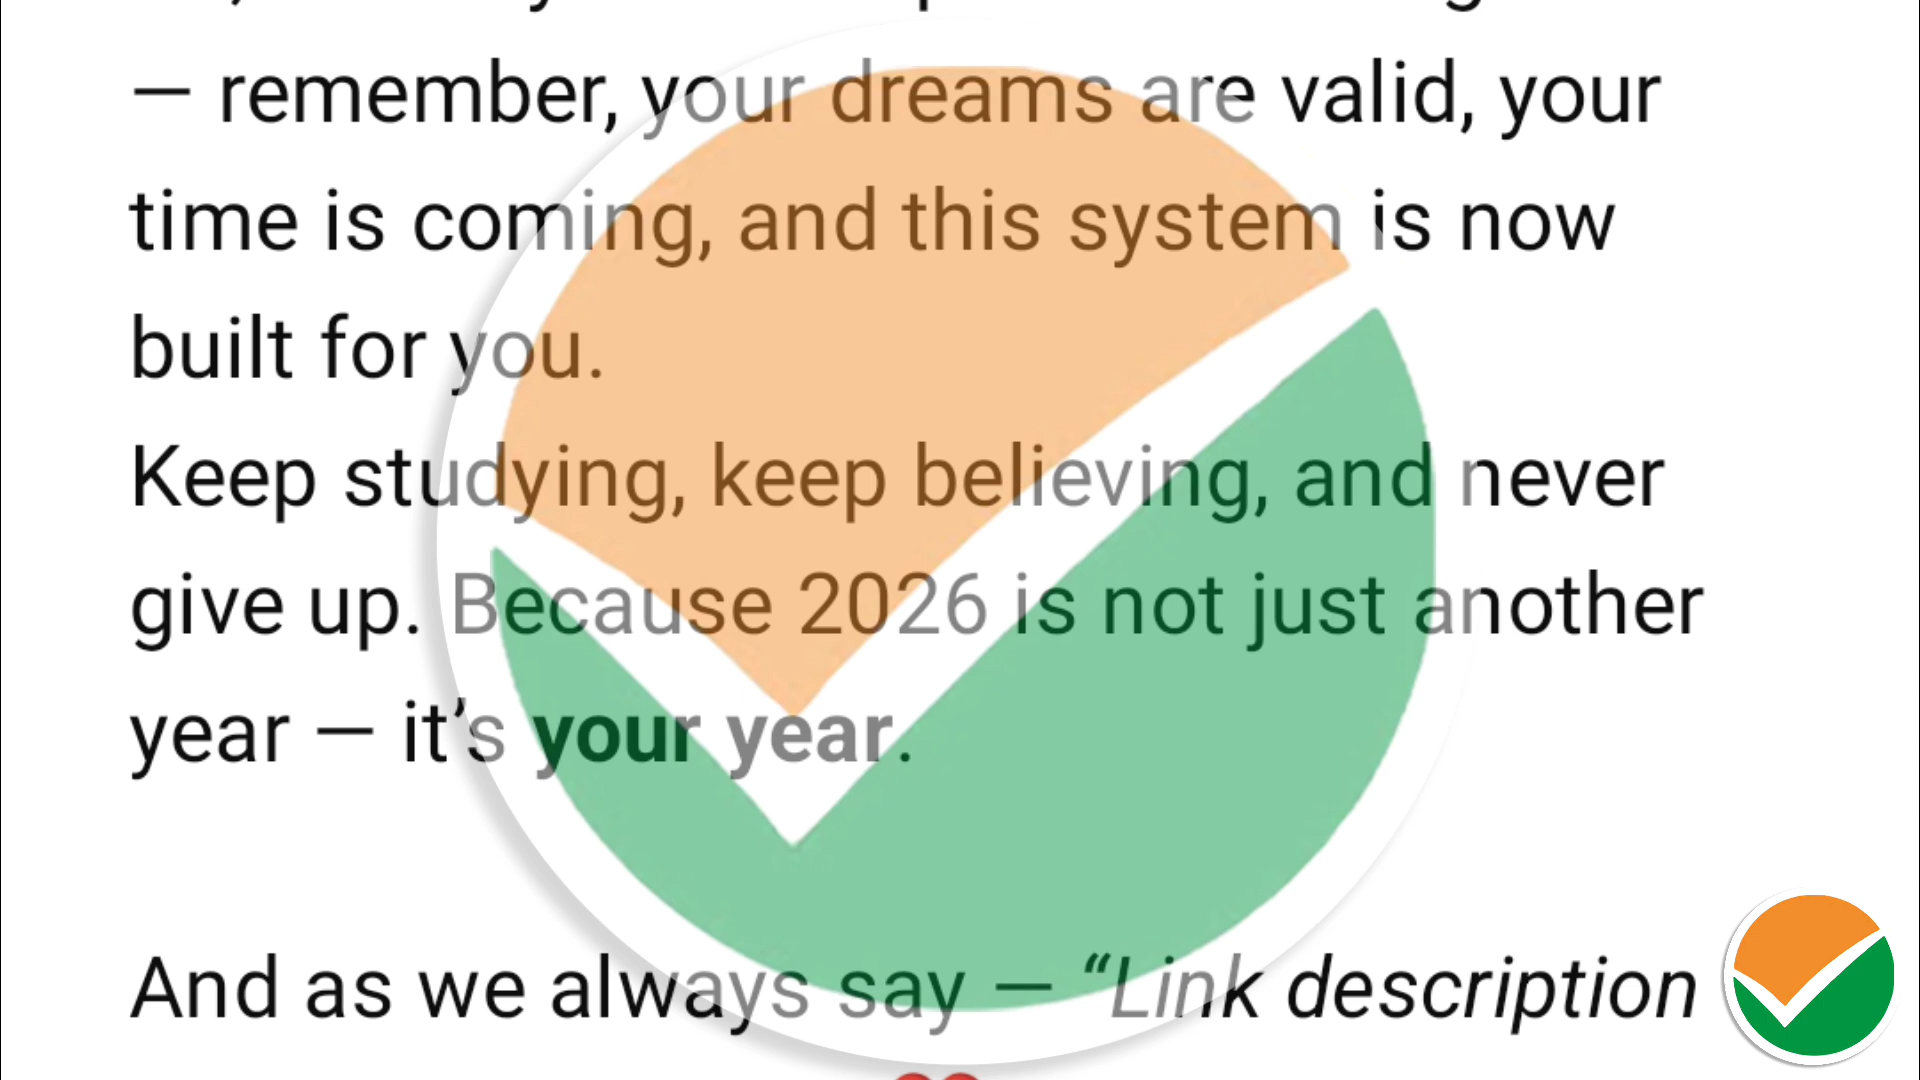 — remember, your dreams are valid, your
time is coming, and this system is now
built for you.
Keep studying, keep believing, and never
give up. Because 2026 is not just another
year — it’s your year.
And as we always say — “Link description